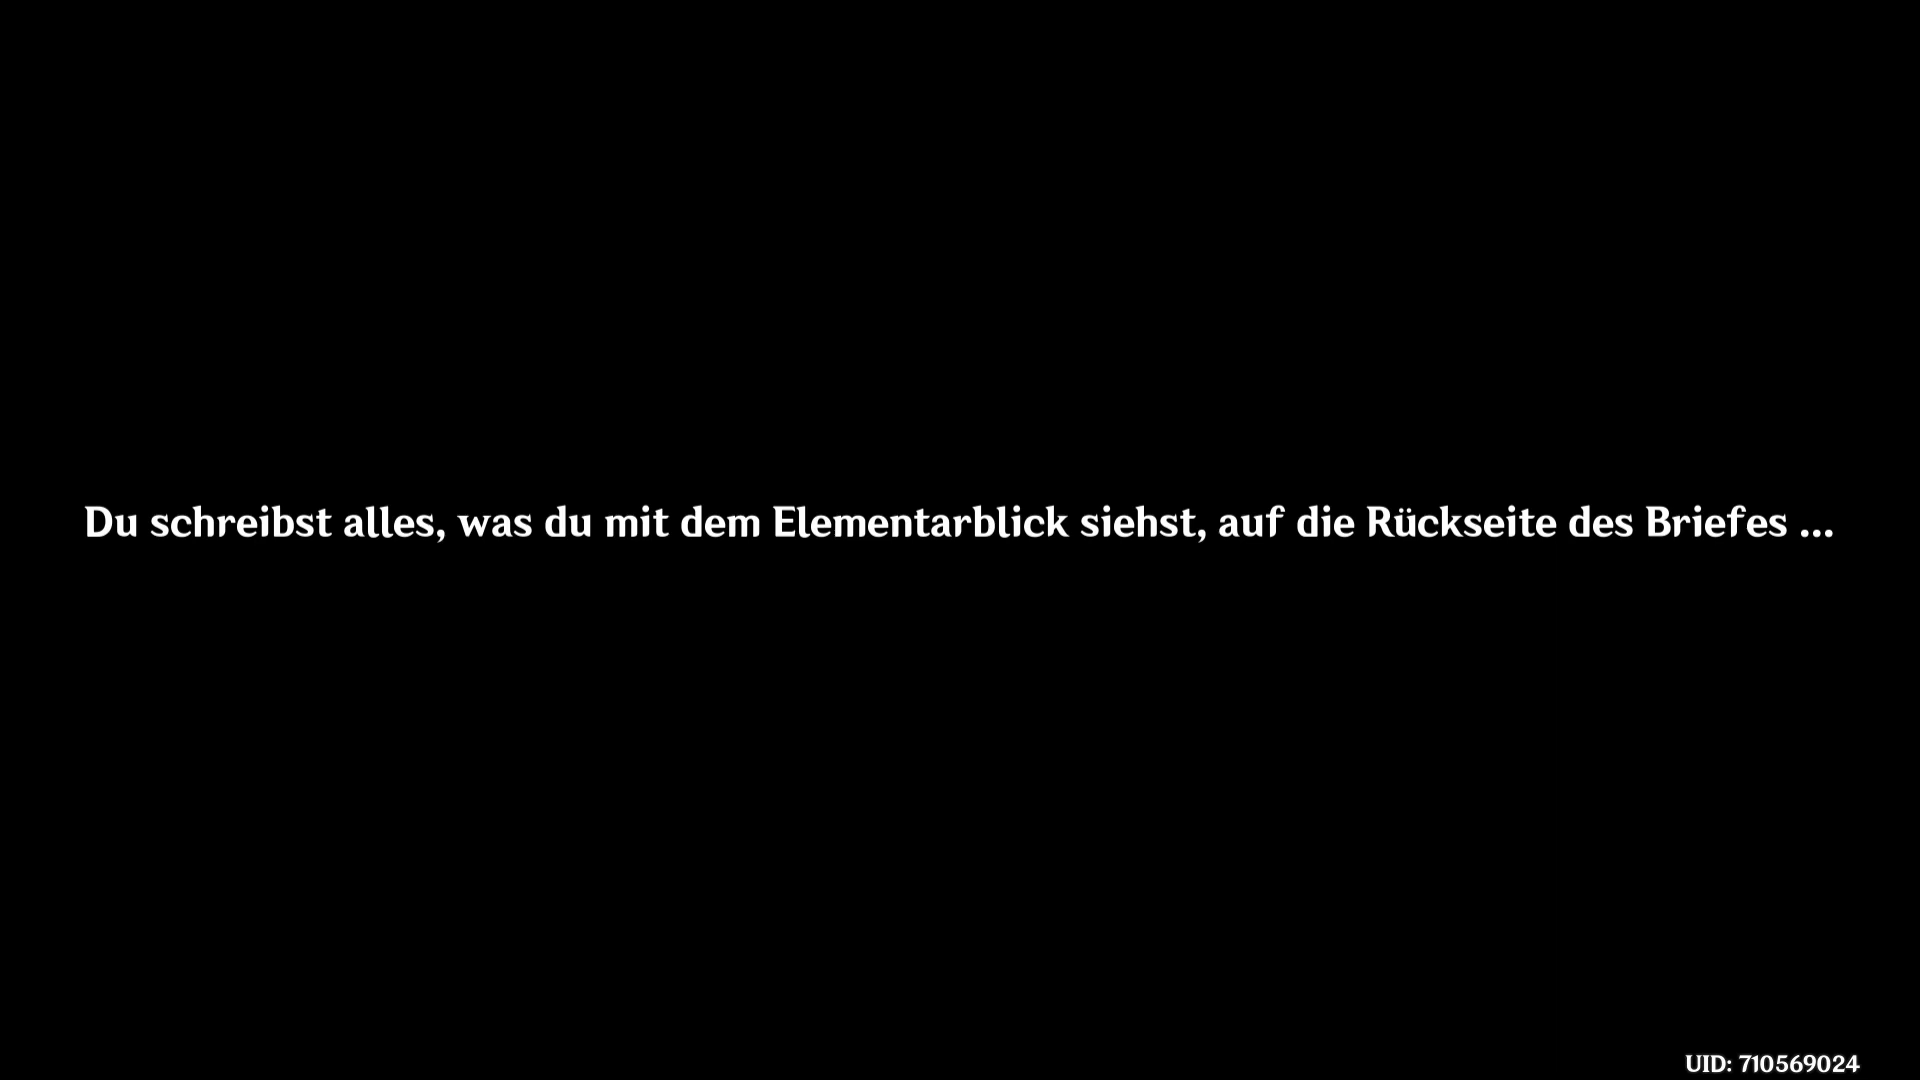 Du schreibst alles, was du mit dem Elementarblick siehst, auf die Rückseite des Briefes ...
UID: 710569024